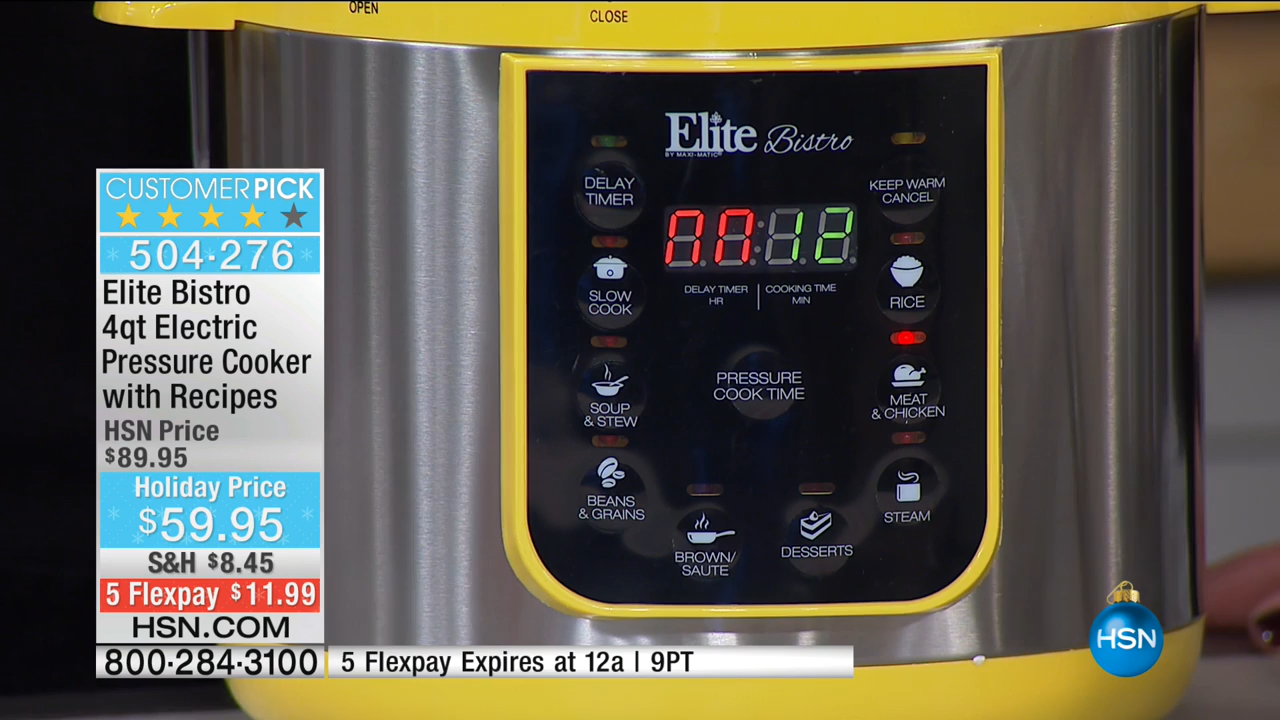 OPEN
CLOSE
CUSTOMER PICK
504·276
Elite Bistro
4qt Electric
Pressure Cooker
with Recipes
HSN Price
$89.95
Holiday Price
$59.95
S&H $8.45
5 Flexpay $11.99
HSN.COM
800·284·3100
5 Flexpay Expires at 12a | 9PT
Elite Bistro
BY MAXI-MATIC®
DELAY
TIMER
KEEP WARM
CANCEL
12
DELAY TIMER
HR
COOKING TIME
MIN
SLOW
COOK
RICE
PRESSURE
COOK TIME
SOUP
& STEW
MEAT
& CHICKEN
BEANS
& GRAINS
STEAM
BROWN/
SAUTE
DESSERTS
HSN